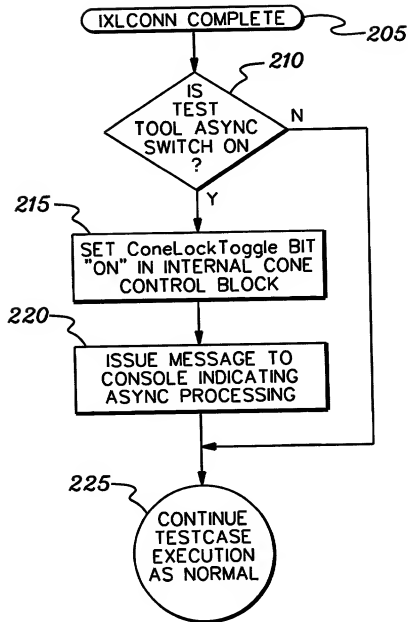 IXLCONN COMPLETE
205
210
IS
TEST
TOOL ASYNC
SWITCH ON
?
N
Y
215
SET ConeLockToggle BIT
"ON" IN INTERNAL CONE
CONTROL BLOCK
220
ISSUE MESSAGE TO
CONSOLE INDICATING
ASYNC PROCESSING
225
CONTINUE
TESTCASE
EXECUTION
AS NORMAL